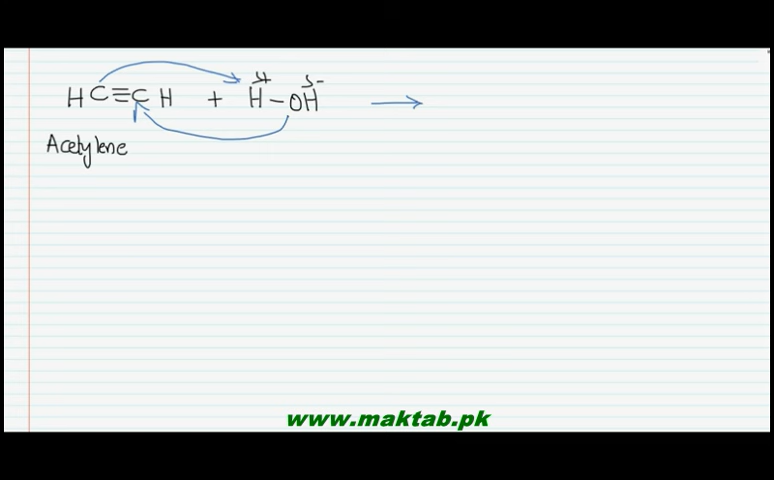 δ+ δ-
HC≡CH + H-OH →
Acetylene
www.maktab.pk